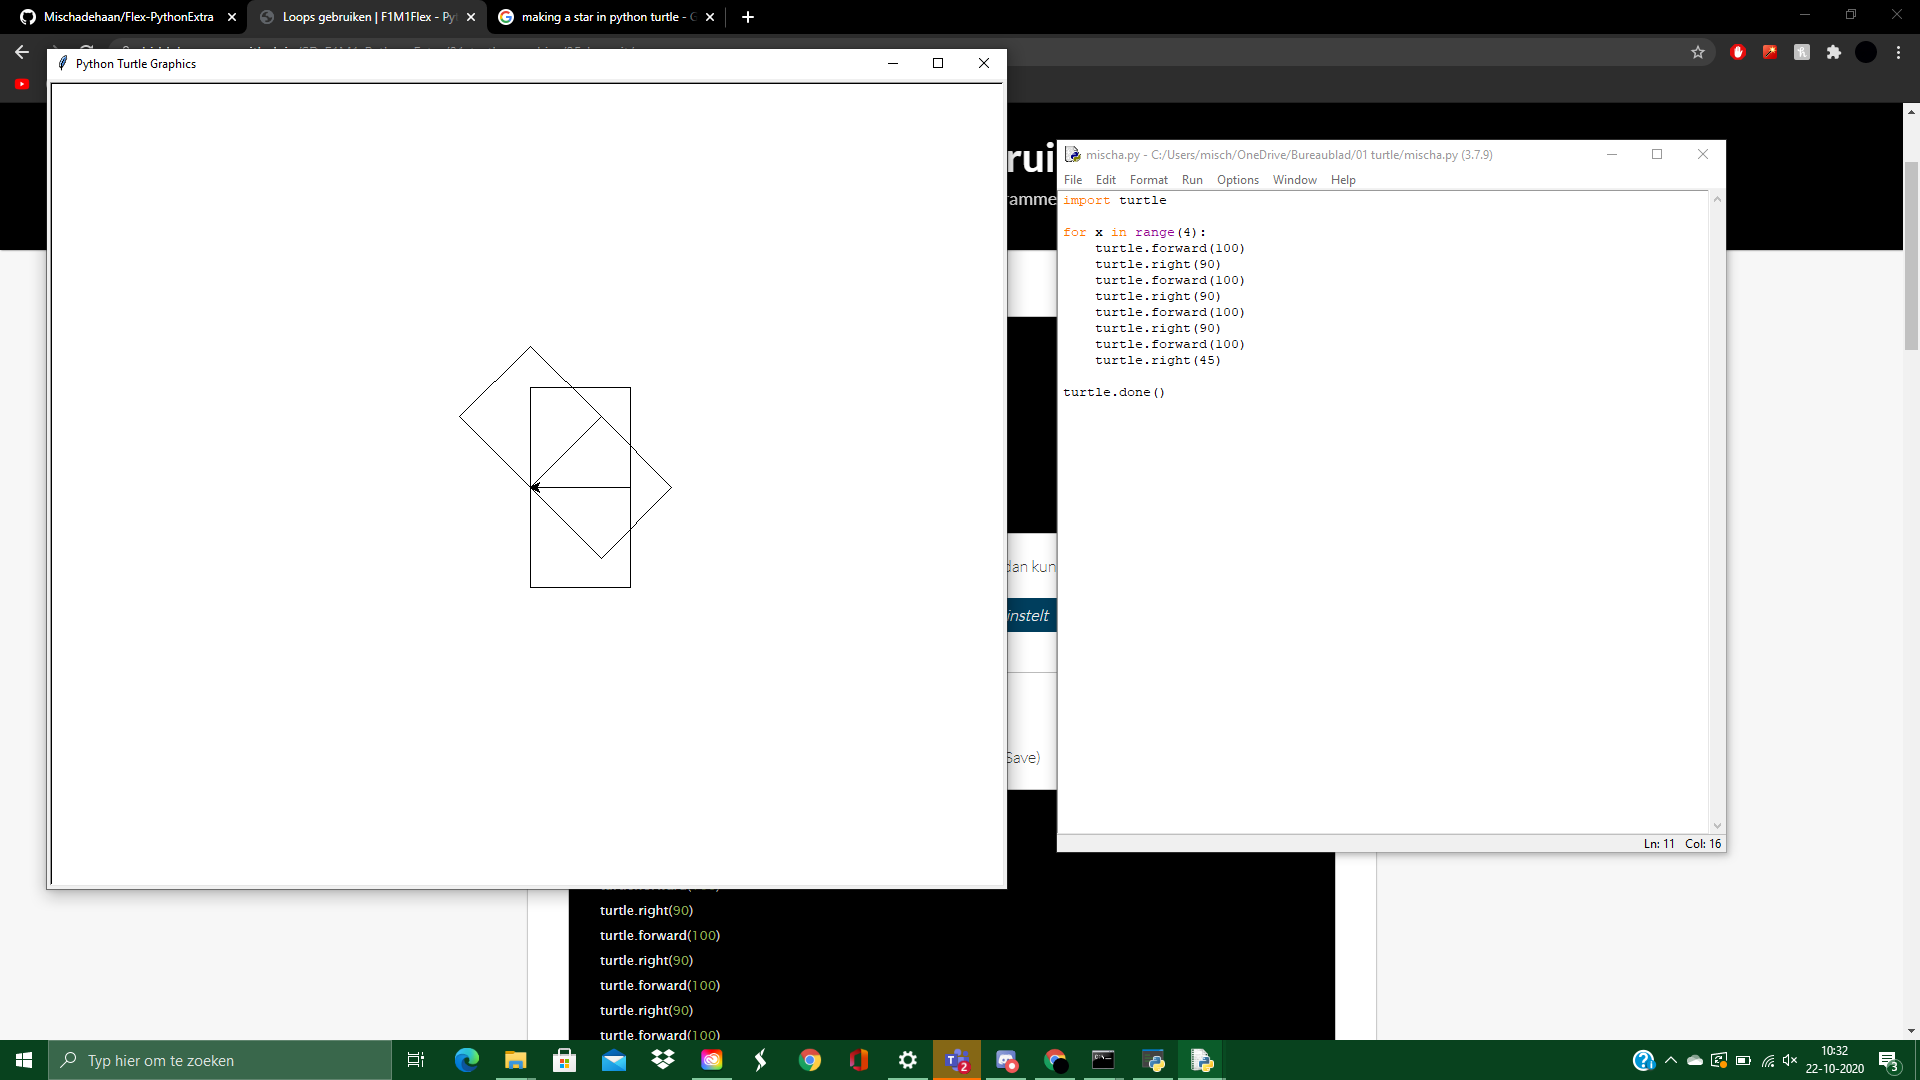 Mischadehaan/Flex-PythonExtra
Loops gebruiken | F1M1Flex - Pyt
making a star in python turtle - G
Python Turtle Graphics
rui
ramme
mischa.py - C:/Users/misch/OneDrive/Bureaublad/01 turtle/mischa.py (3.7.9)
File Edit Format Run Options Window Help
import turtle
for x in range(4):
turtle.forward(100)
turtle.right(90)
turtle.forward(100)
turtle.right(90)
turtle.forward(100)
turtle.right(90)
turtle.forward(100)
turtle.right(45)
turtle.done()
dan kun
instelt
Save)
Ln: 11 Col: 16
turtle.right(90)
turtle.forward(100)
turtle.right(90)
turtle.forward(100)
turtle.right(90)
turtle.forward(100)
Typ hier om te zoeken
2
10:32
22-10-2020
3